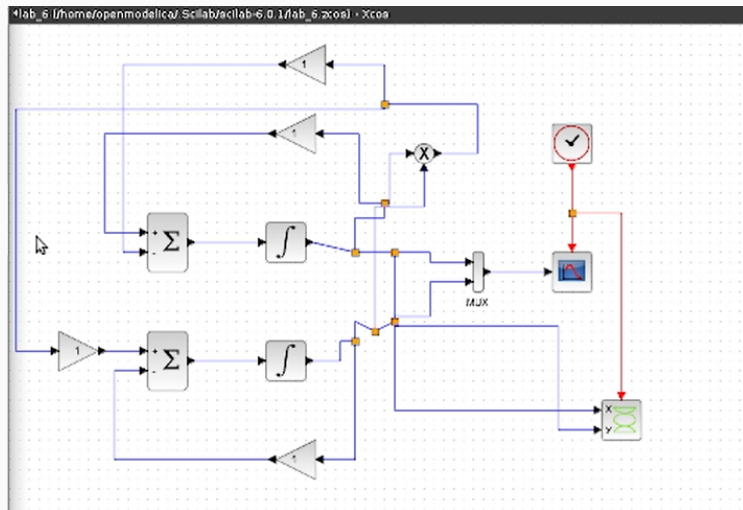 *lab_6 (/home/openmodelica/.Scilab/scilab-6.0.1/lab_6.zcos) - Xcos
1
1
X
+
Σ
-
∫
MUX
1
+
Σ
-
∫
X
y
1